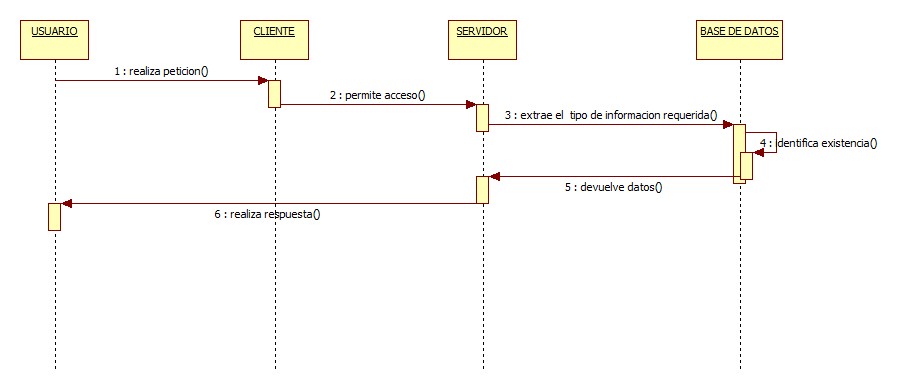 USUARIO
CLIENTE
SERVIDOR
BASE DE DATOS
1 : realiza peticion()
2 : permite acceso()
3 : extrae el  tipo de informacion requerida()
4 : dentifica existencia()
5 : devuelve datos()
6 : realiza respuesta()